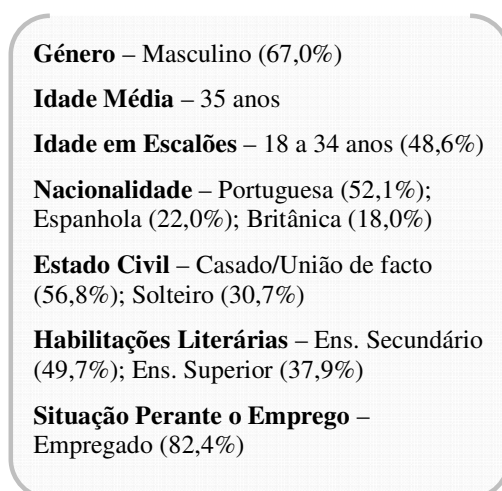 Género – Masculino (67,0%)
Idade Média – 35 anos
Idade em Escalões – 18 a 34 anos (48,6%)
Nacionalidade – Portuguesa (52,1%);
Espanhola (22,0%); Britânica (18,0%)
Estado Civil – Casado/União de facto
(56,8%); Solteiro (30,7%)
Habilitações Literárias – Ens. Secundário
(49,7%); Ens. Superior (37,9%)
Situação Perante o Emprego –
Empregado (82,4%)